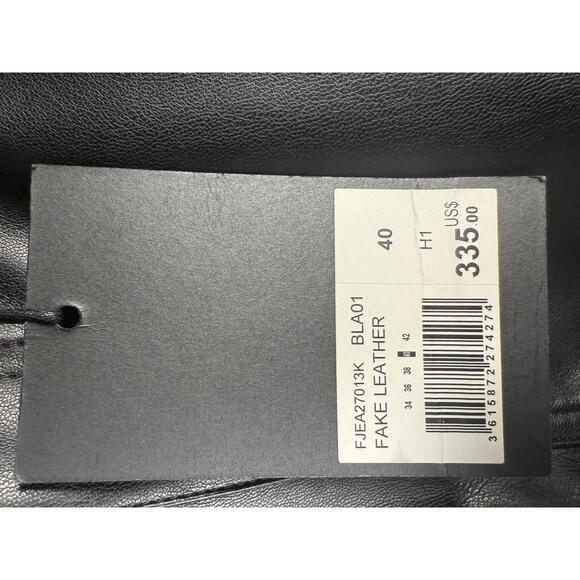 FJEA27013K BLA01
FAKE LEATHER
34 36 38 40 42
3 615872 274274
40
H1
US$
335.00